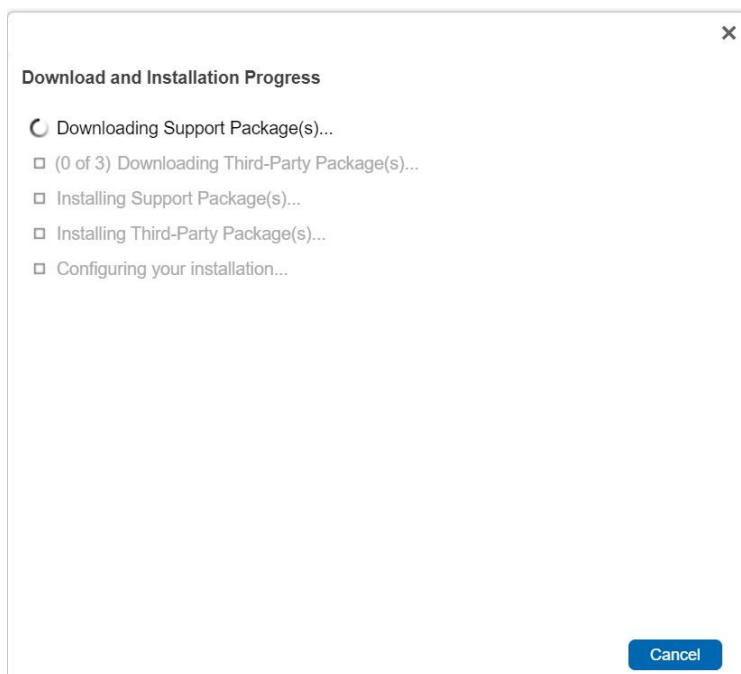 Download and Installation Progress
Downloading Support Package(s)...
(0 of 3) Downloading Third-Party Package(s)...
Installing Support Package(s)...
Installing Third-Party Package(s)...
Configuring your installation...
Cancel